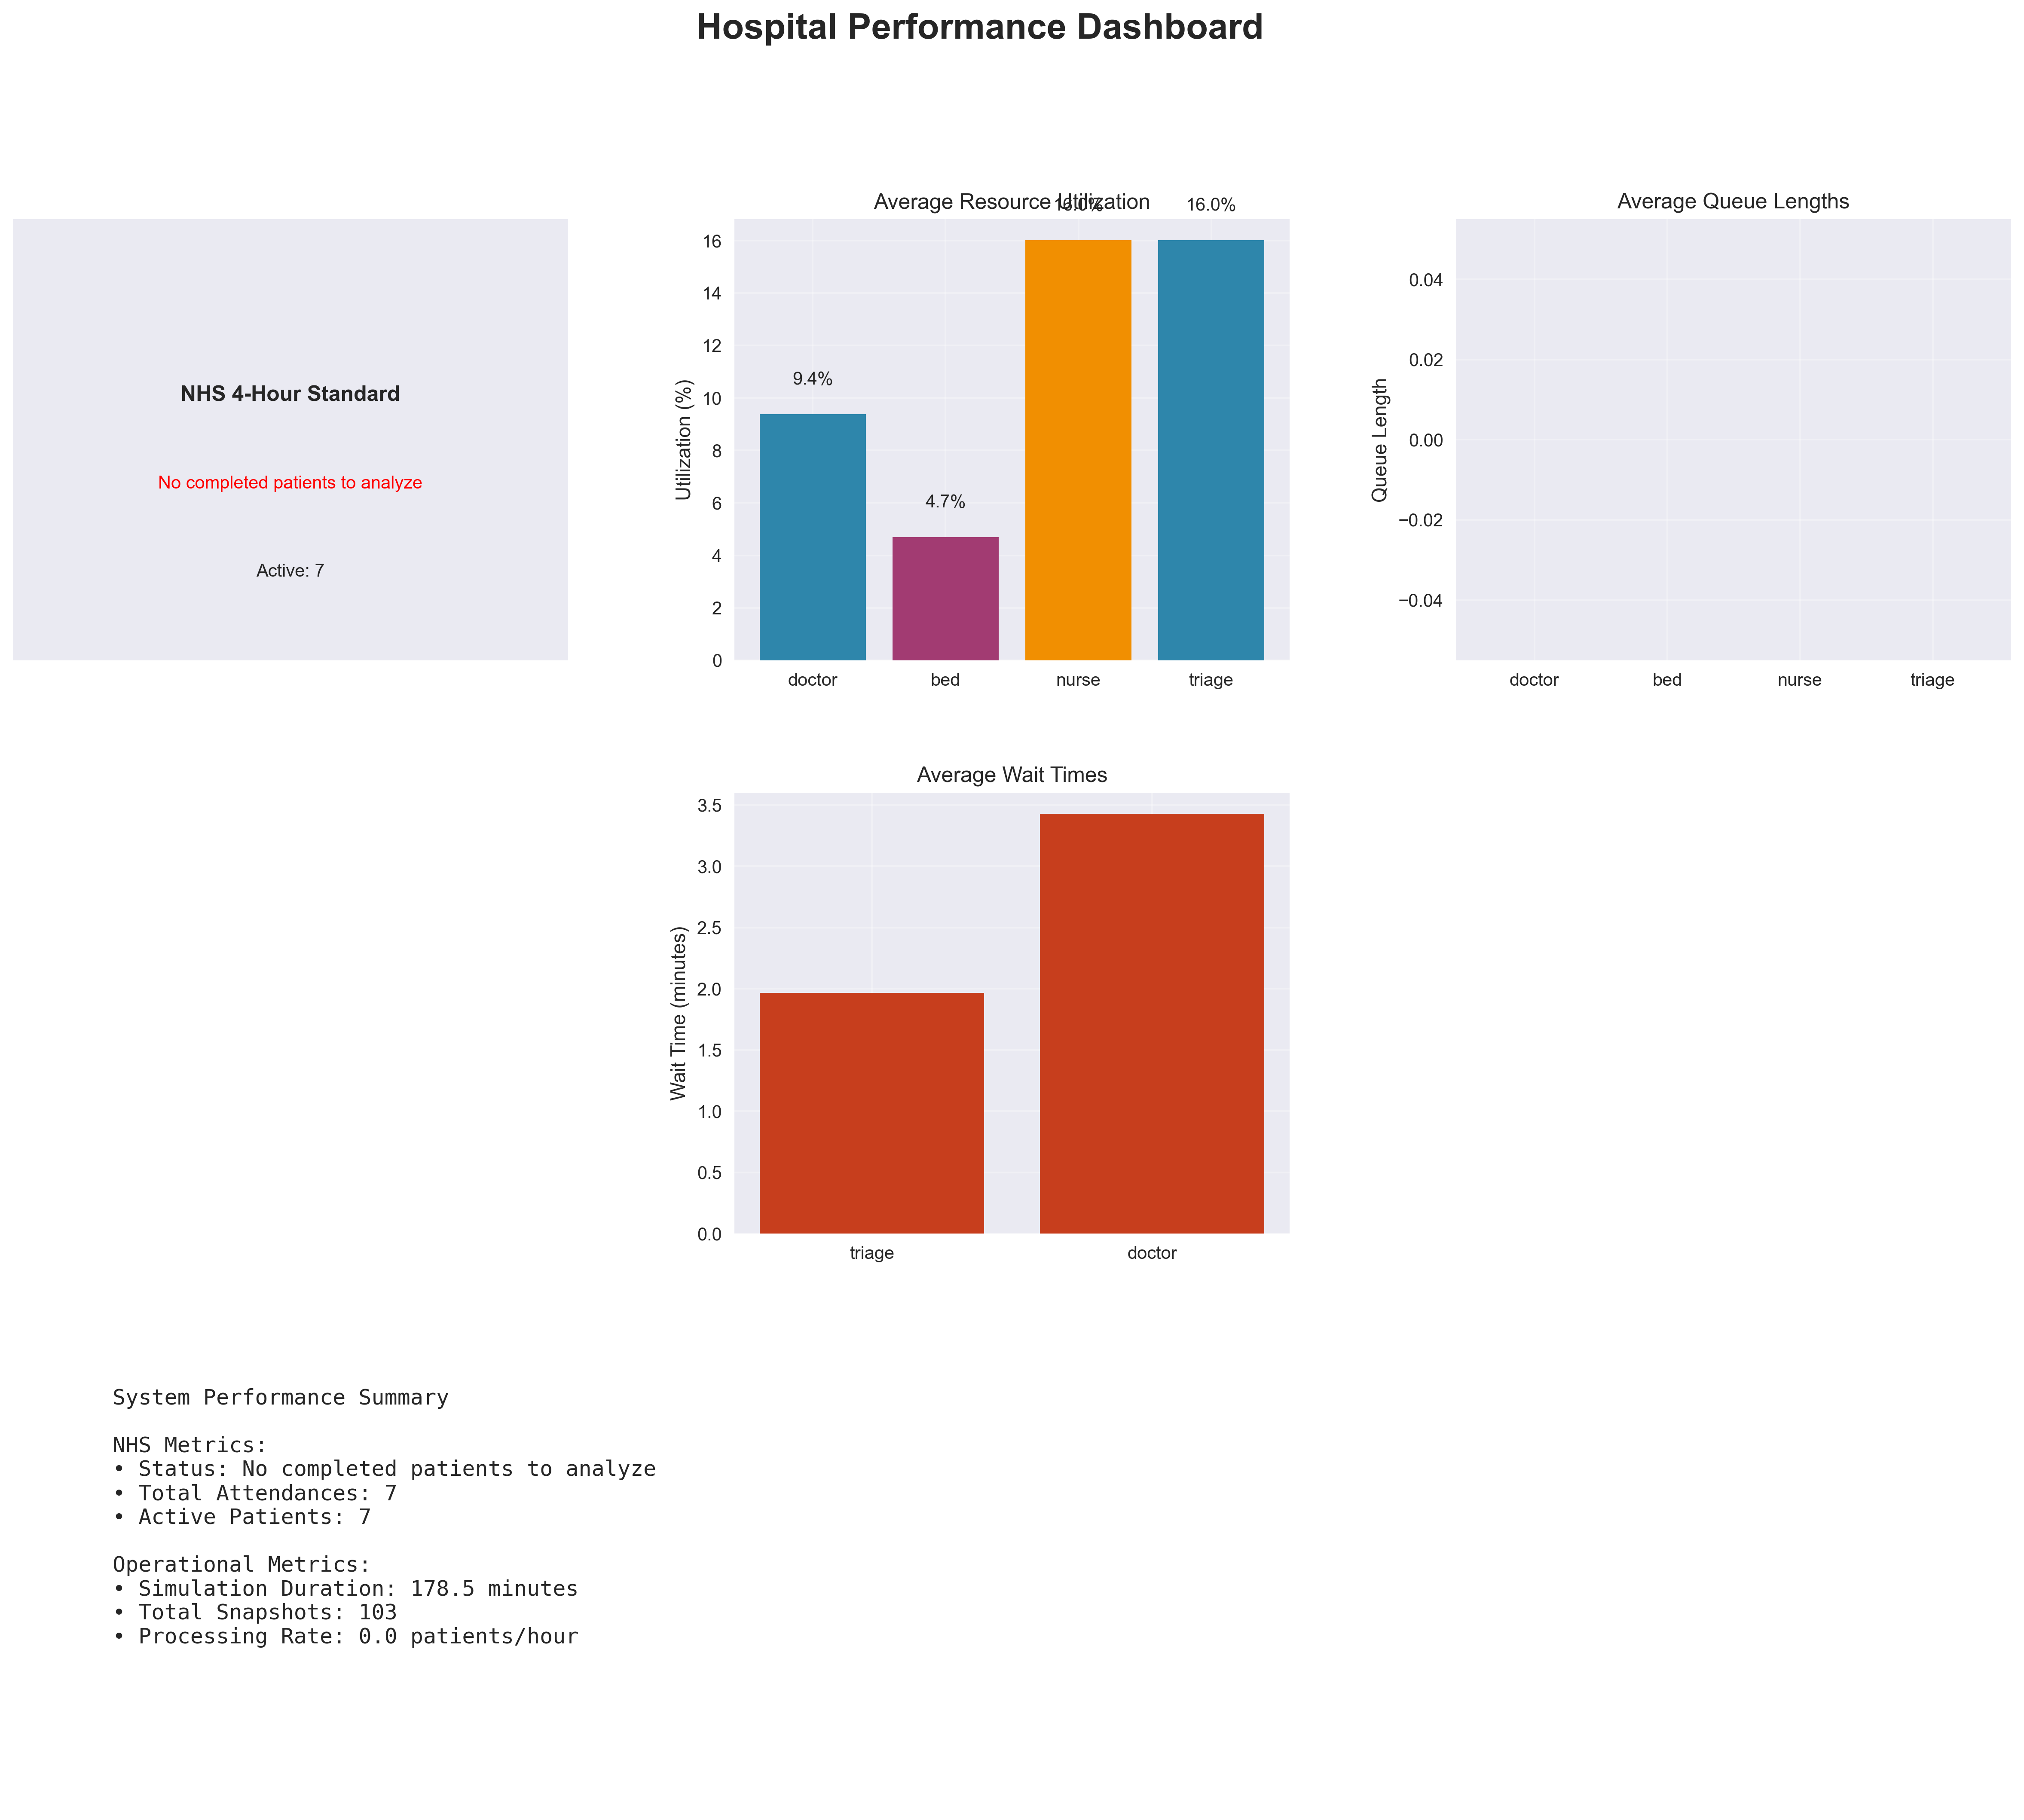 Hospital Performance Dashboard
NHS 4-Hour Standard
No completed patients to analyze
Active: 7
Average Resource Utilization
Utilization (%)
16
14
12
10
8
6
4
2
0
9.4%
4.7%
16.0%
16.0%
doctor
bed
nurse
triage
Average Queue Lengths
Queue Length
0.04
0.02
0.00
−0.02
−0.04
doctor
bed
nurse
triage
Average Wait Times
Wait Time (minutes)
3.5
3.0
2.5
2.0
1.5
1.0
0.5
0.0
triage
doctor
System Performance Summary
NHS Metrics:
• Status: No completed patients to analyze
• Total Attendances: 7
• Active Patients: 7
Operational Metrics:
• Simulation Duration: 178.5 minutes
• Total Snapshots: 103
• Processing Rate: 0.0 patients/hour